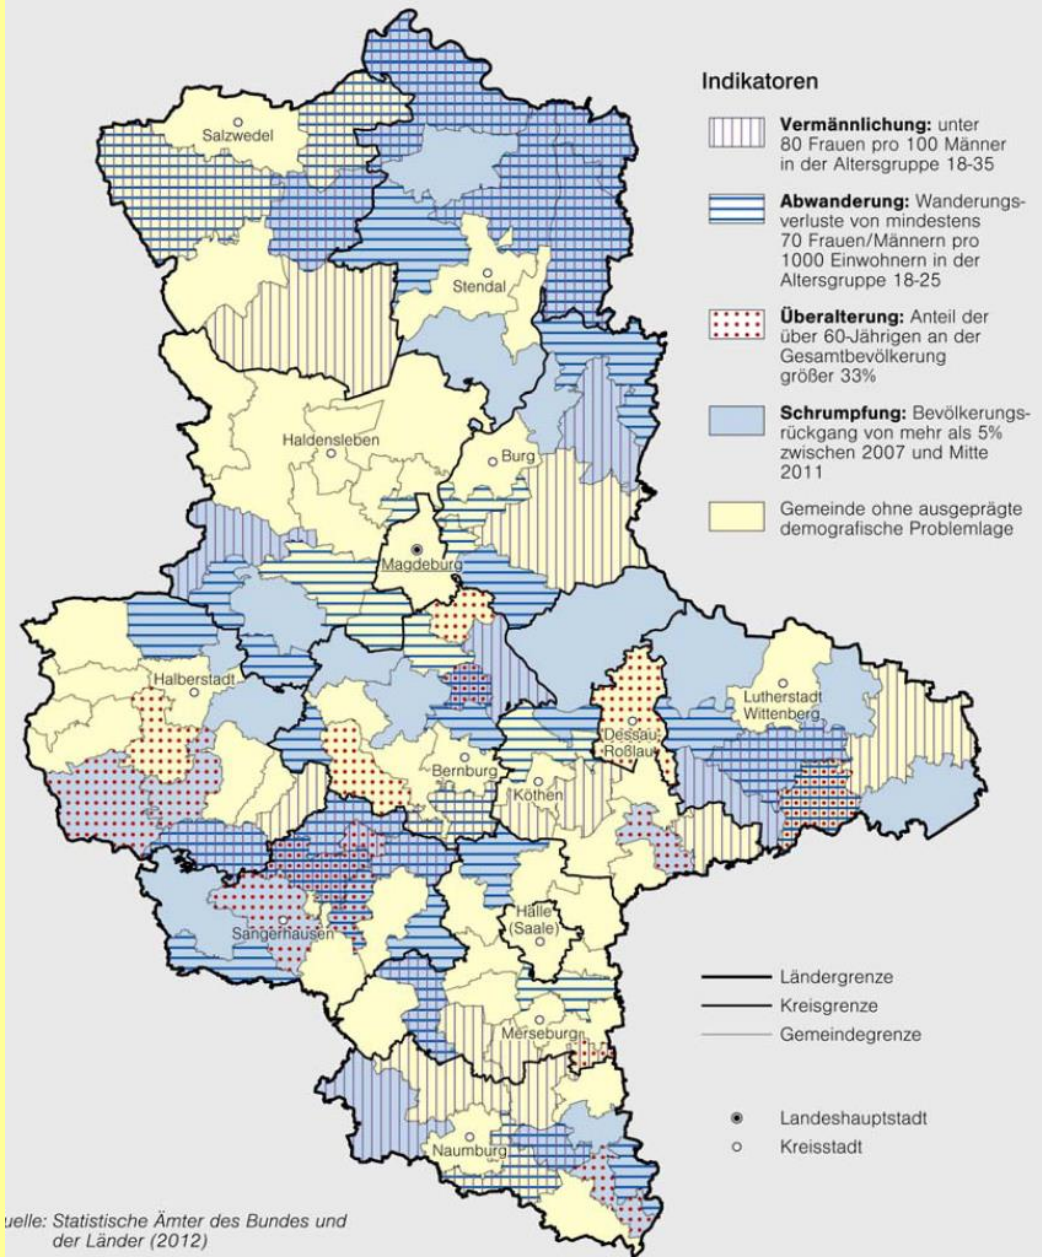 Indikatoren
Vermännlichung: unter
80 Frauen pro 100 Männer
in der Altersgruppe 18-35
Abwanderung: Wanderungs-
verluste von mindestens
70 Frauen/Männern pro
1000 Einwohnern in der
Altersgruppe 18-25
Überalterung: Anteil der
über 60-Jährigen an der
Gesamtbevölkerung
größer 33%
Schrumpfung: Bevölkerungs-
rückgang von mehr als 5%
zwischen 2007 und Mitte
2011
Gemeinde ohne ausgeprägte
demografische Problemlage
Salzwedel
Stendal
Haldensleben
Burg
Magdeburg
Halberstadt
Lutherstadt
Wittenberg
Dessau-
Roßlau
Bernburg
Köthen
Sangerhausen
Halle
(Saale)
Merseburg
Naumburg
Ländergrenze
Kreisgrenze
Gemeindegrenze
Landeshauptstadt
Kreisstadt
uelle: Statistische Ämter des Bundes und
der Länder (2012)